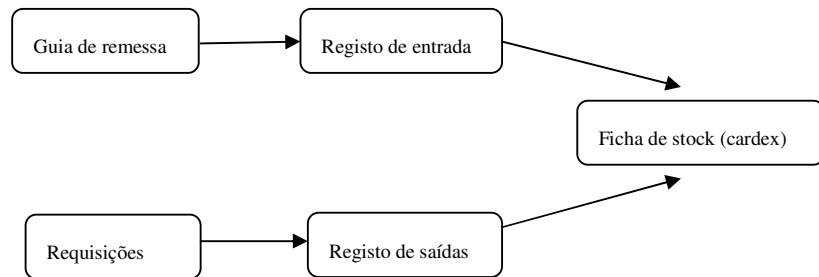 Guia de remessa
Registo de entrada
Ficha de stock (cardex)
Requisições
Registo de saídas